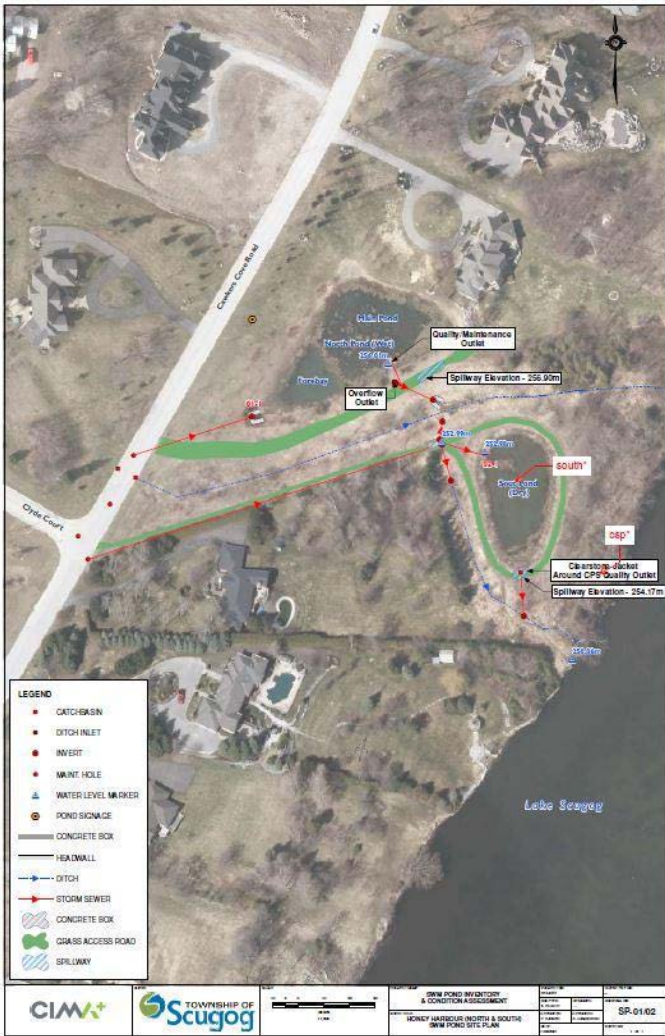 Cawkers Cove Road
Main Pond
North Pond (Wet)
Forebay
Quality/Maintenance
Outlet
Spillway Elevation - 256.90m
Overflow
Outlet
south*
South Pond
csp*
Clearstone Jacket
Around CPS Quality Outlet
Spillway Elevation - 254.17m
Clyde Court
Lake Scugog
LEGEND
CATCHBASIN
DITCH INLET
INVERT
MAINT. HOLE
WATER LEVEL MARKER
POND SIGNAGE
CONCRETE BOX
HEADWALL
DITCH
STORM SEWER
CONCRETE BOX
GRASS ACCESS ROAD
SPILLWAY
CIMA+
TOWNSHIP OF
Scugog
SWM POND INVENTORY
& CONDITION ASSESSMENT
HONEY HARBOUR (NORTH & SOUTH)
SWM POND SITE PLAN
SP-01/02